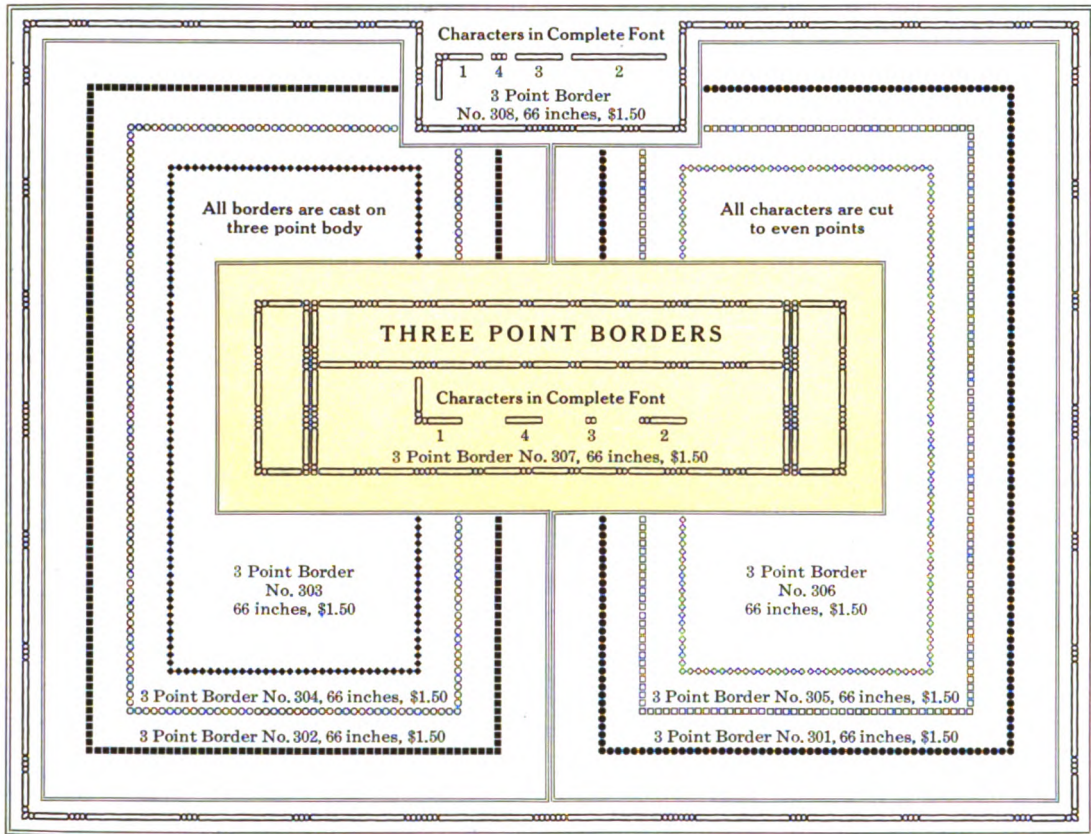 Characters in Complete Font
1 4 3 2
3 Point Border
No. 308, 66 inches, $1.50
All borders are cast on
three point body
All characters are cut
to even points
THREE POINT BORDERS
Characters in Complete Font
1 4 3 2
3 Point Border No. 307, 66 inches, $1.50
3 Point Border
No. 303
66 inches, $1.50
3 Point Border
No. 306
66 inches, $1.50
3 Point Border No. 304, 66 inches, $1.50
3 Point Border No. 305, 66 inches, $1.50
3 Point Border No. 302, 66 inches, $1.50
3 Point Border No. 301, 66 inches, $1.50